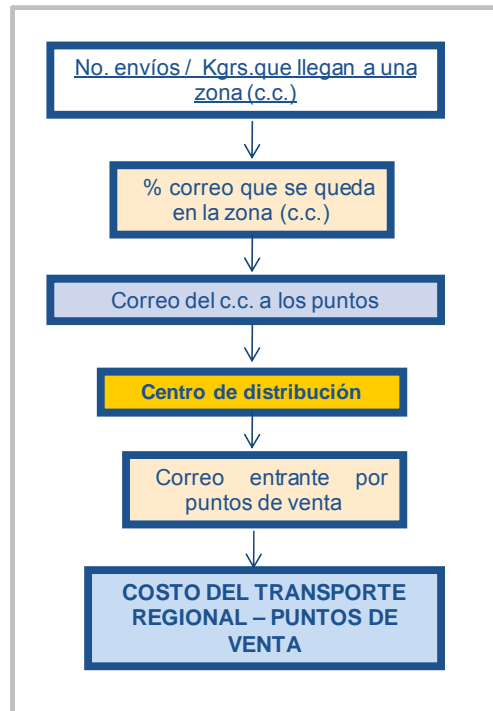 No. envíos / Kgrs.que llegan a una
zona (c.c.)
% correo que se queda
en la zona (c.c.)
Correo del c.c. a los puntos
Centro de distribución
Correo entrante por
puntos de venta
COSTO DEL TRANSPORTE
REGIONAL – PUNTOS DE
VENTA